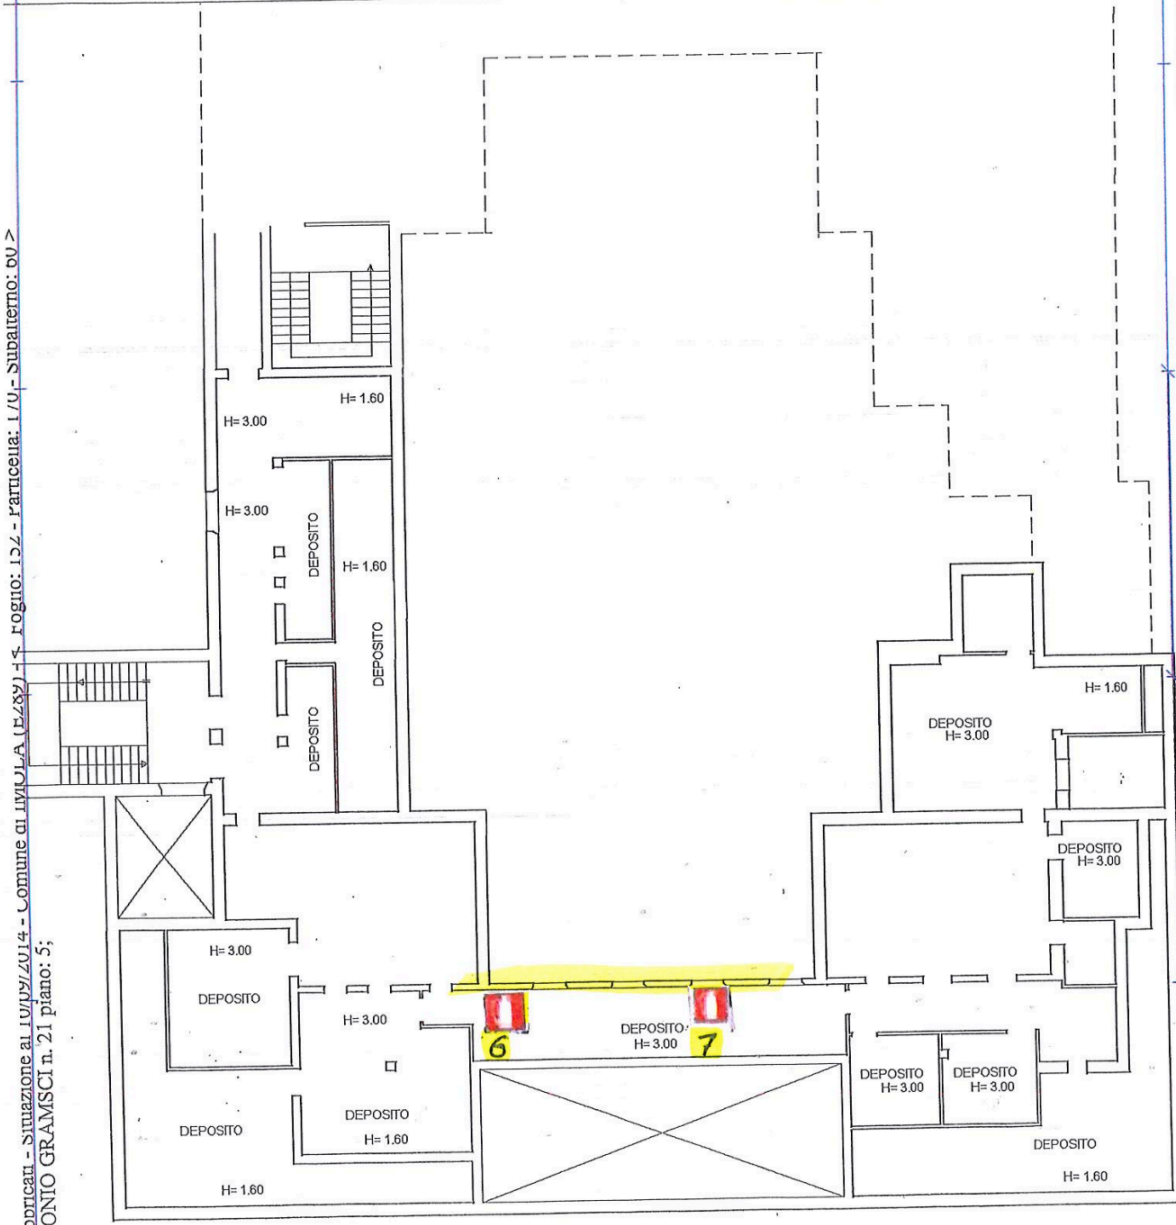 H= 1.60
H= 3.00
H= 3.00
DEPOSITO
H= 1.60
DEPOSITO
DEPOSITO
H= 1.60
DEPOSITO
H= 3.00
DEPOSITO
H= 3.00
H= 3.00
DEPOSITO
H= 3.00
6
DEPOSITO
H= 3.00
7
DEPOSITO
H= 3.00
DEPOSITO
H= 3.00
DEPOSITO
H= 1.60
DEPOSITO
H= 1.60
DEPOSITO
H= 1.60
- Situazione al 10/09/2014 - Comune di IMOLA (E289) - < Foglio: 152 - Particella: 170 - Subalterno: 60 >
ONIO GRAMSCI n. 21 piano: 5;